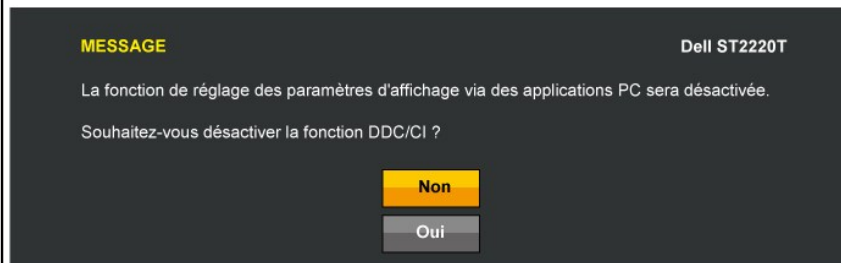 MESSAGE Dell ST2220T
La fonction de réglage des paramètres d'affichage via des applications PC sera désactivée.
Souhaitez-vous désactiver la fonction DDC/CI ?
Non
Oui